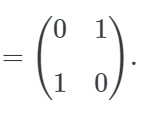 = ( 0 1
1 0 ).